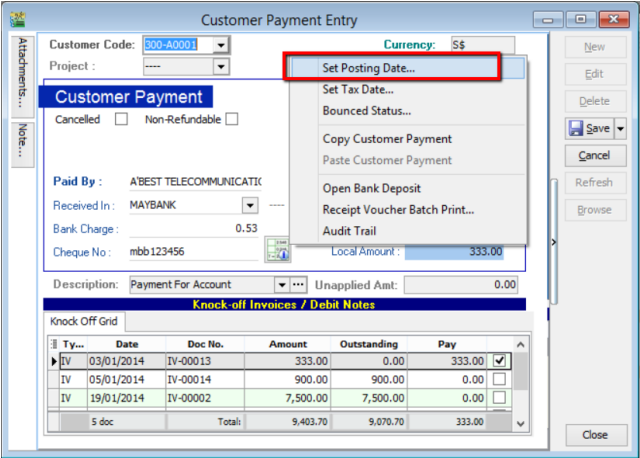 Customer Payment Entry
Attachments...
Note...
Customer Code: 300-A0001 Currency: S$
Project : ----
Customer Payment
Cancelled Non-Refundable
Paid By : A'BEST TELECOMMUNICATIC
Received In : MAYBANK ----
Bank Charge : 0.53
Cheque No : mbb123456 Local Amount : 333.00
Set Posting Date...
Set Tax Date...
Bounced Status...
Copy Customer Payment
Paste Customer Payment
Open Bank Deposit
Receipt Voucher Batch Print...
Audit Trail
Description: Payment For Account Unapplied Amt: 0.00
Knock-off Invoices / Debit Notes
Knock Off Grid
Ty... Date Doc No. Amount Outstanding Pay
IV 03/01/2014 IV-00013 333.00 0.00 333.00
IV 05/01/2014 IV-00014 900.00 900.00 0.00
IV 19/01/2014 IV-00002 7,500.00 7,500.00 0.00
5 doc Total: 9,403.70 9,070.70 333.00
New
Edit
Delete
Save
Cancel
Refresh
Browse
Close